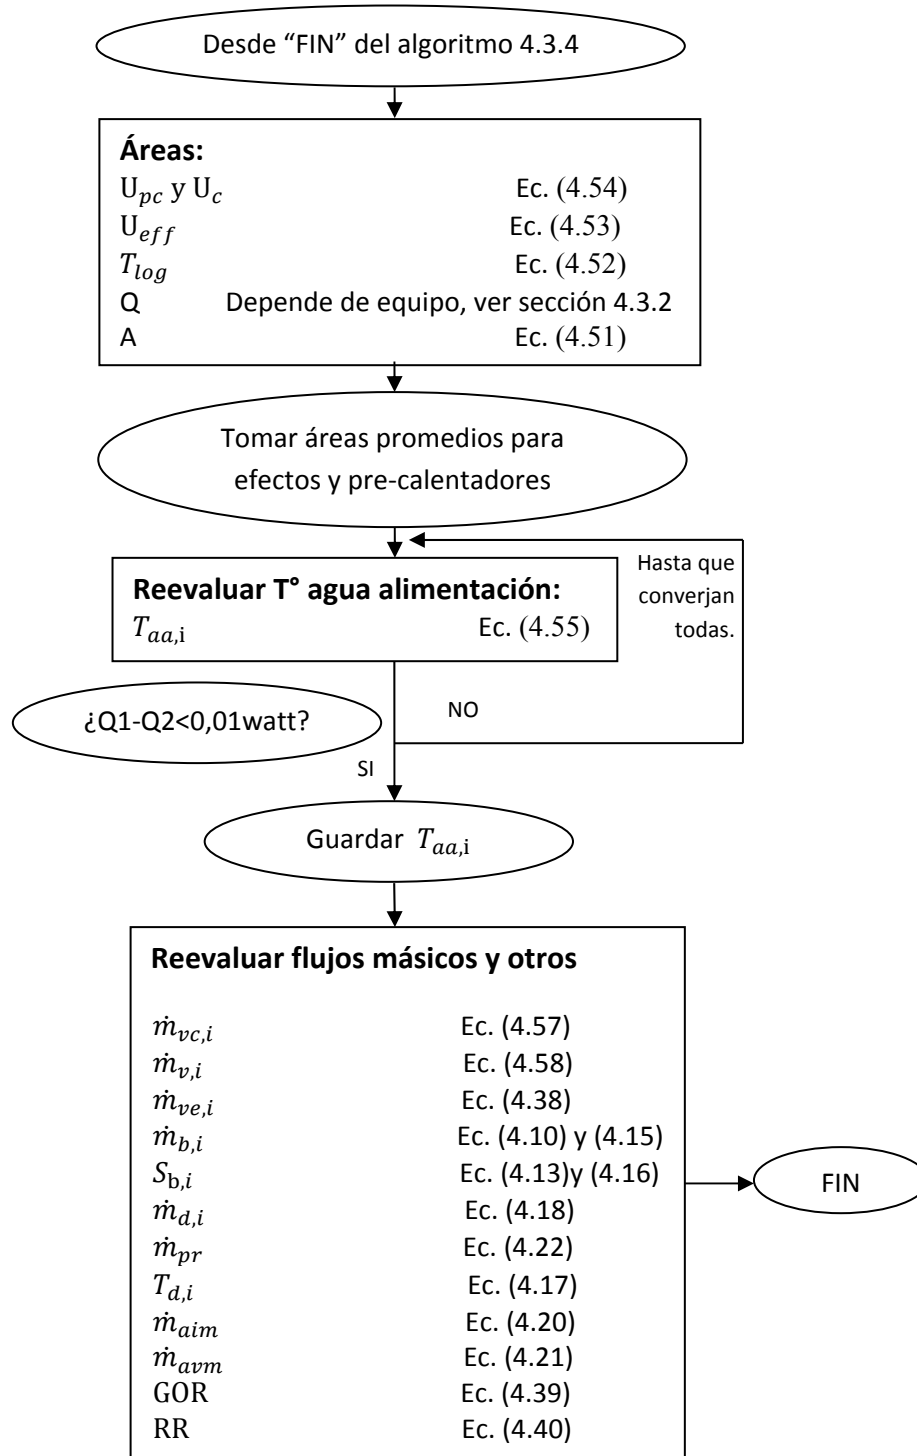 Desde “FIN” del algoritmo 4.3.4
Áreas:
U_pc y U_c Ec. (4.54)
U_eff Ec. (4.53)
T_log Ec. (4.52)
Q Depende de equipo, ver sección 4.3.2
A Ec. (4.51)
Tomar áreas promedios para
efectos y pre-calentadores
Reevaluar T° agua alimentación:
T_aa,i Ec. (4.55)
Hasta que
converjan
todas.
¿Q1-Q2<0,01watt?
NO
SI
Guardar T_aa,i
Reevaluar flujos másicos y otros
ṁ_vc,i Ec. (4.57)
ṁ_v,i Ec. (4.58)
ṁ_ve,i Ec. (4.38)
ṁ_b,i Ec. (4.10) y (4.15)
S_b,i Ec. (4.13)y (4.16)
ṁ_d,i Ec. (4.18)
ṁ_pr Ec. (4.22)
T_d,i Ec. (4.17)
ṁ_aim Ec. (4.20)
ṁ_avm Ec. (4.21)
GOR Ec. (4.39)
RR Ec. (4.40)
FIN